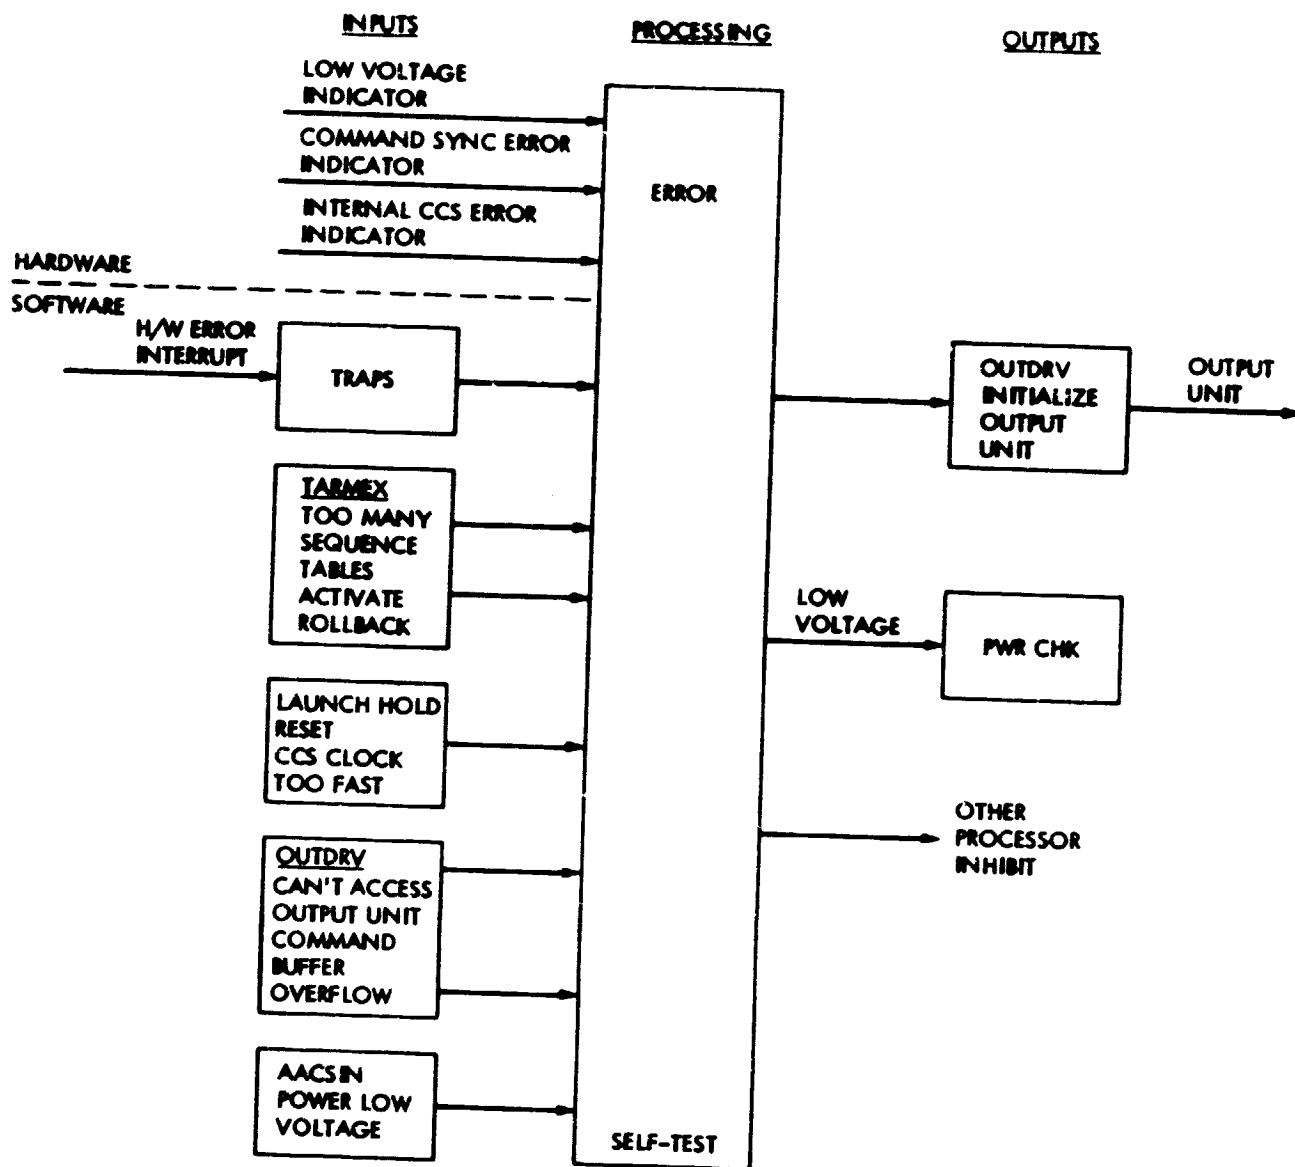 INPUTS
PROCESSING
OUTPUTS
LOW VOLTAGE
INDICATOR
COMMAND SYNC ERROR
INDICATOR
INTERNAL CCS ERROR
INDICATOR
ERROR
HARDWARE
SOFTWARE
H/W ERROR
INTERRUPT
TRAPS
TARMEX
TOO MANY
SEQUENCE
TABLES
ACTIVATE
ROLLBACK
LAUNCH HOLD
RESET
CCS CLOCK
TOO FAST
OUTDRV
CAN'T ACCESS
OUTPUT UNIT
COMMAND
BUFFER
OVERFLOW
AACSIN
POWER LOW
VOLTAGE
SELF-TEST
OUTDRV
INITIALIZE
OUTPUT
UNIT
OUTPUT
UNIT
LOW
VOLTAGE
PWR CHK
OTHER
PROCESSOR
INHIBIT